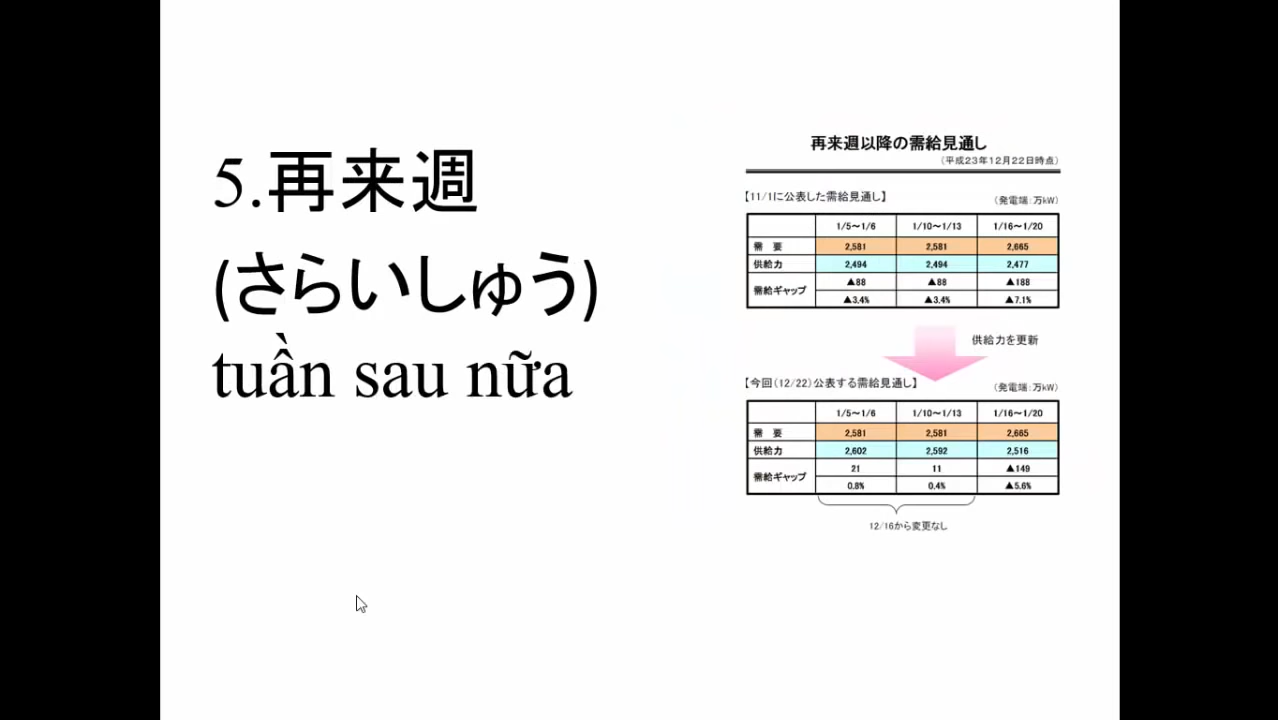 5.再来週
(さらいしゅう)
tuần sau nữa
再来週以降の需給見通し
(平成23年12月22日時点)
【11/1に公表した需給見通し】
(発電端:万kW)
1/5～1/6 1/10～1/13 1/16～1/20
需 要 2,581 2,581 2,665
供給力 2,494 2,494 2,477
需給ギャップ ▲88 ▲88 ▲188
▲3.4% ▲3.4% ▲7.1%
供給力を更新
【今回(12/22)公表する需給見通し】
(発電端:万kW)
1/5～1/6 1/10～1/13 1/16～1/20
需 要 2,581 2,581 2,665
供給力 2,602 2,592 2,516
需給ギャップ 21 11 ▲149
0.8% 0.4% ▲5.6%
12/16から変更なし